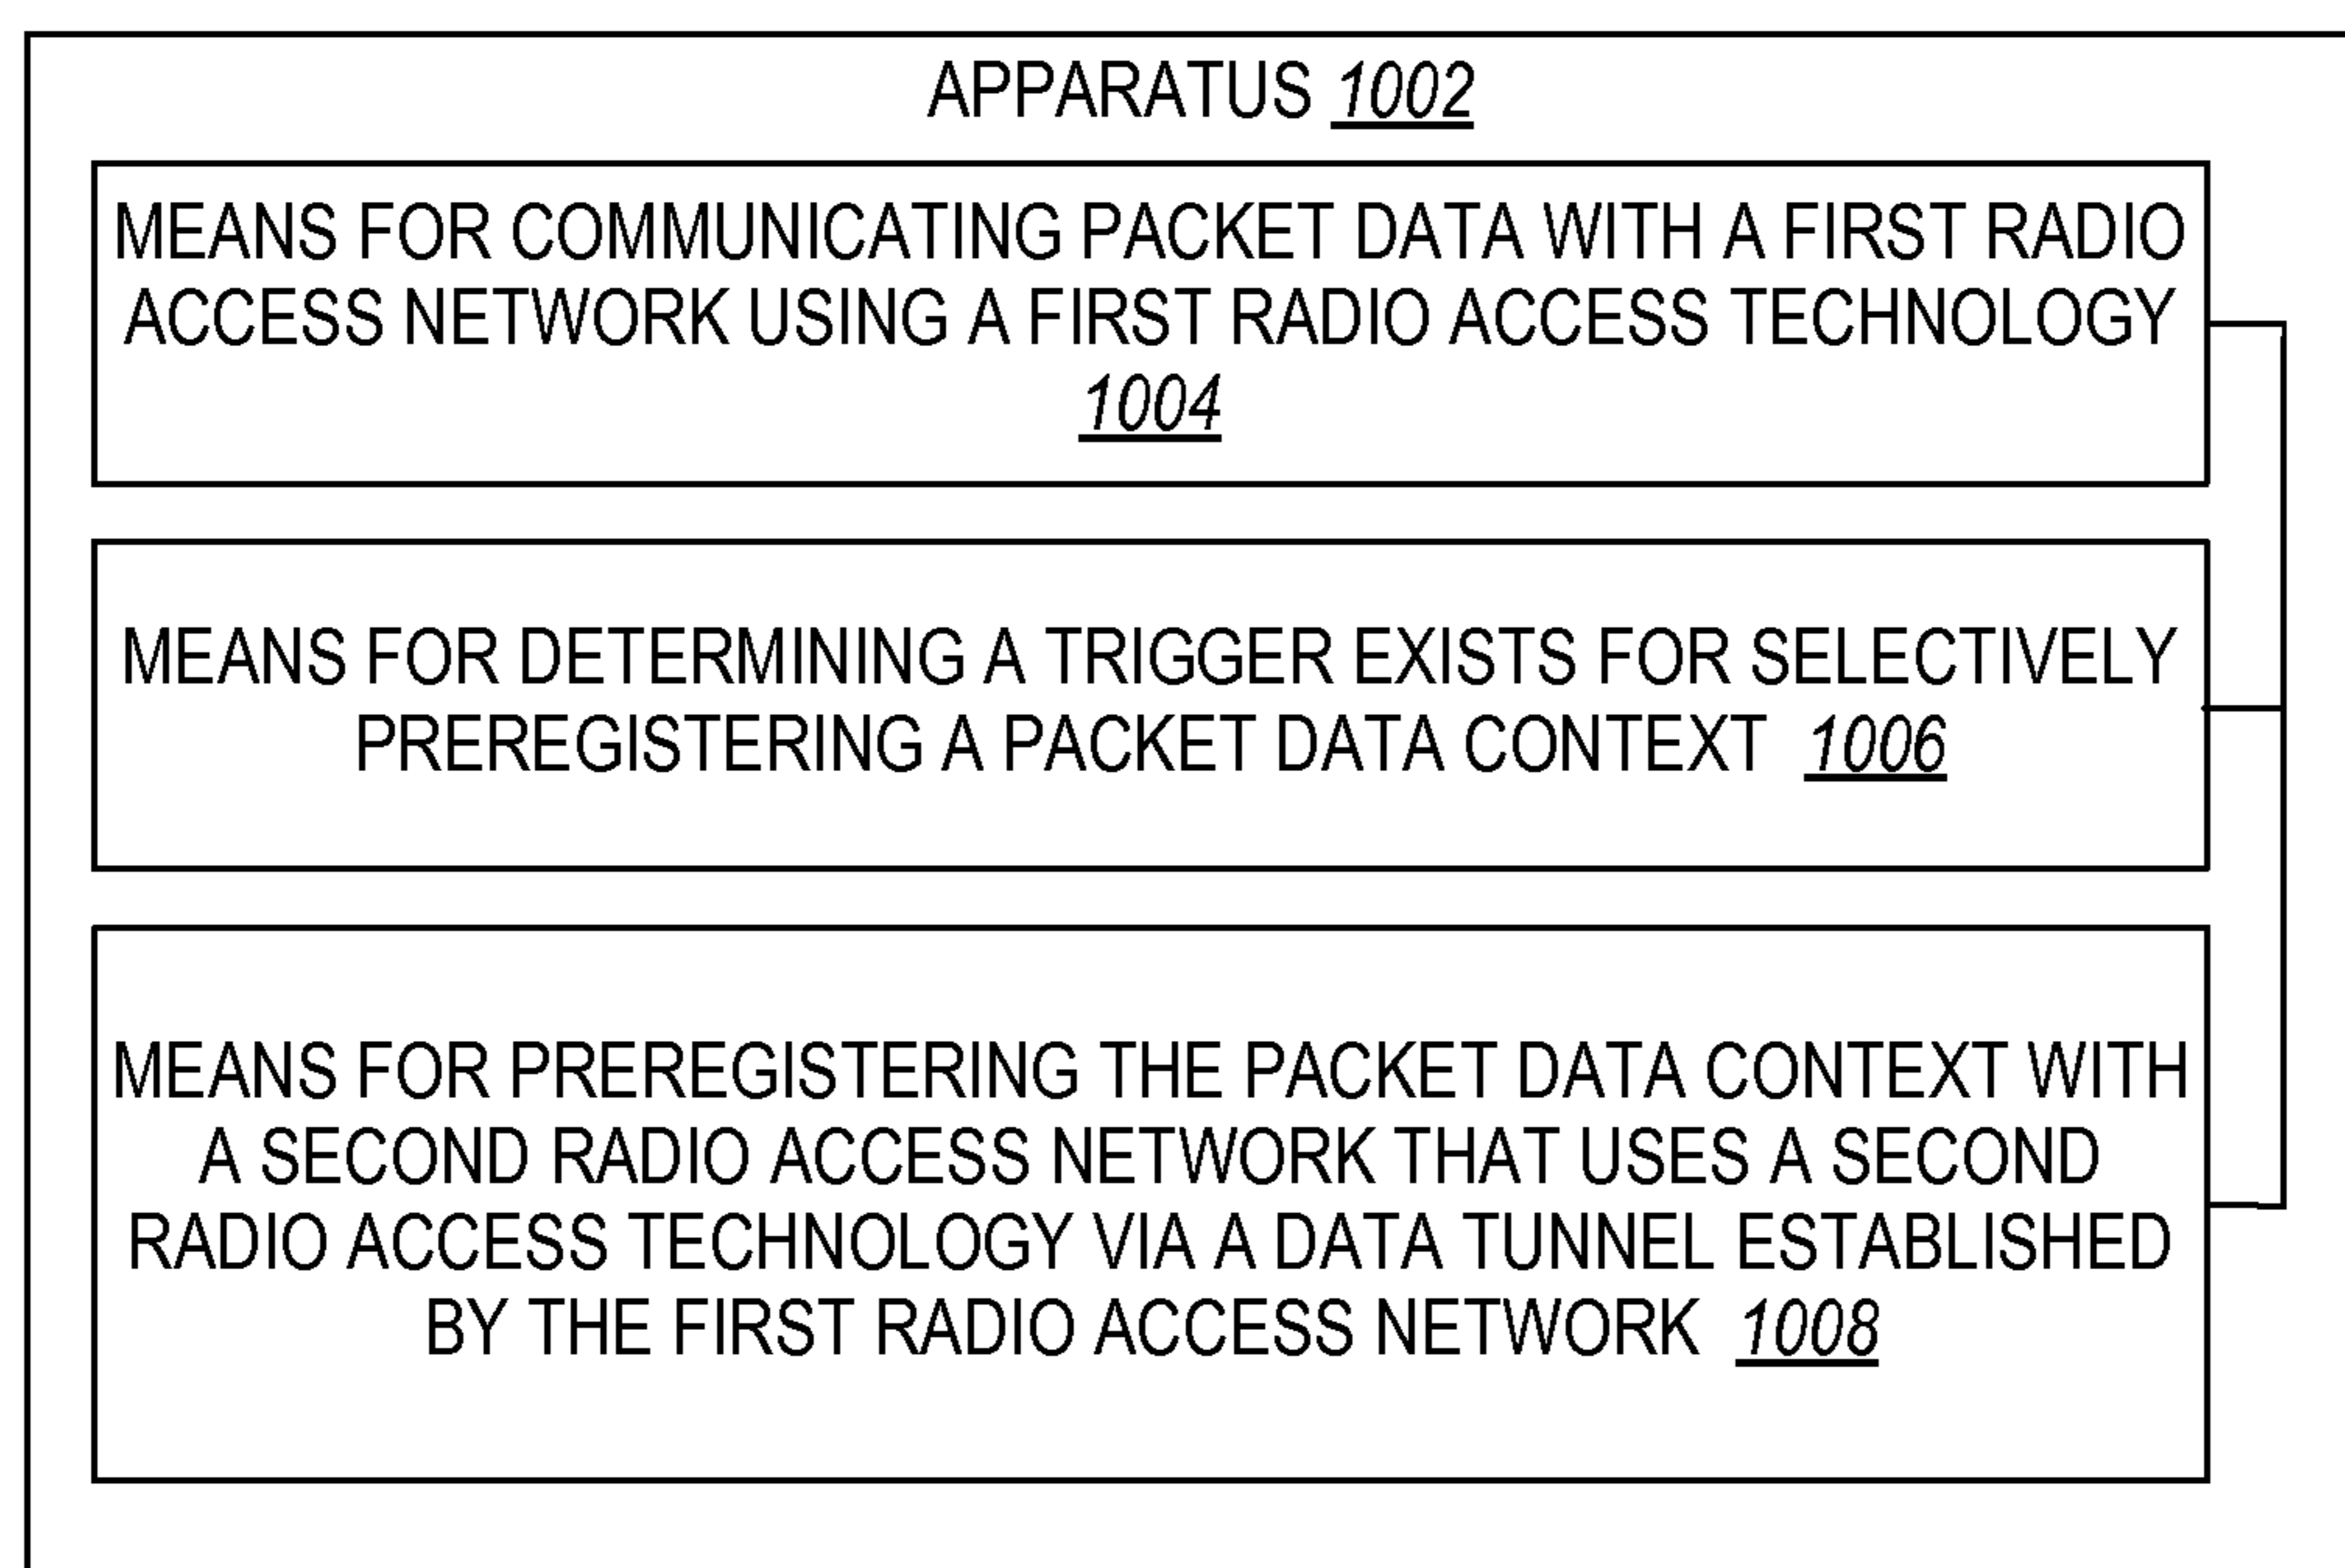 APPARATUS 1002
MEANS FOR COMMUNICATING PACKET DATA WITH A FIRST RADIO
ACCESS NETWORK USING A FIRST RADIO ACCESS TECHNOLOGY
1004
MEANS FOR DETERMINING A TRIGGER EXISTS FOR SELECTIVELY
PREREGISTERING A PACKET DATA CONTEXT 1006
MEANS FOR PREREGISTERING THE PACKET DATA CONTEXT WITH
A SECOND RADIO ACCESS NETWORK THAT USES A SECOND
RADIO ACCESS TECHNOLOGY VIA A DATA TUNNEL ESTABLISHED
BY THE FIRST RADIO ACCESS NETWORK 1008